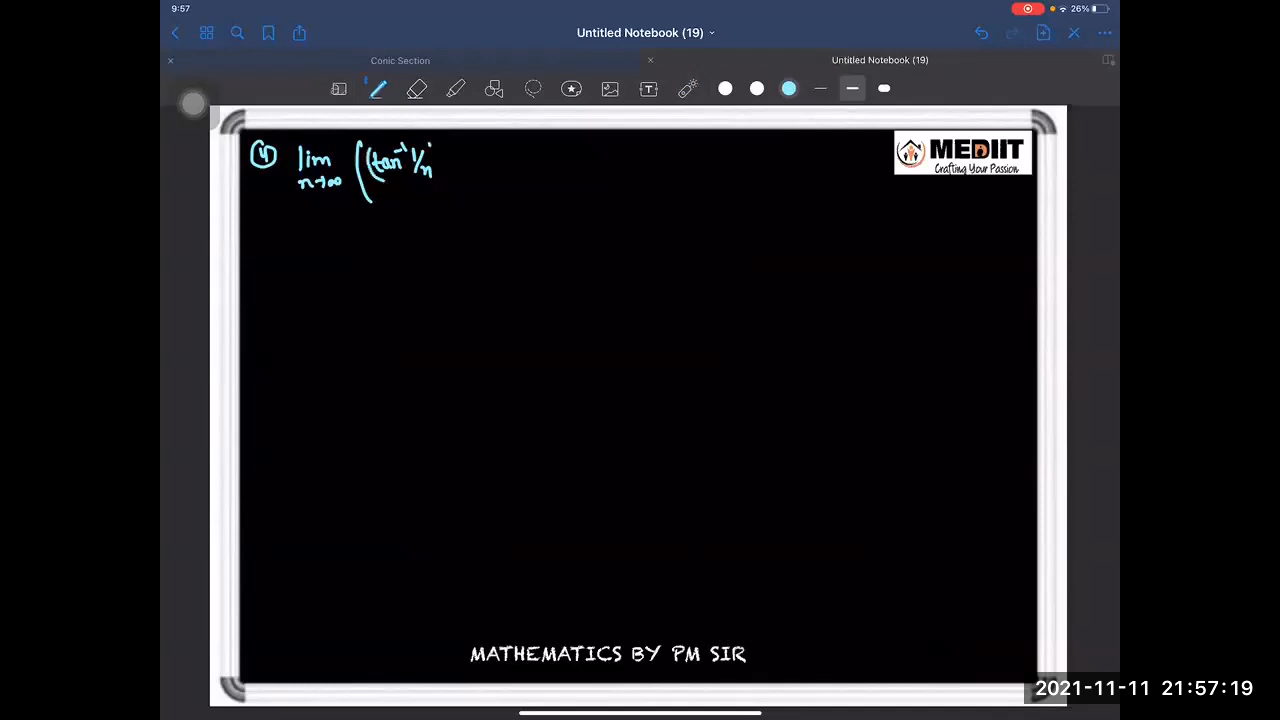 9:57
26%
Untitled Notebook (19)
Conic Section
Untitled Notebook (19)
④ lim n→∞ ((tan⁻¹ 1/n
MEDIIT
Crafting Your Passion
MATHEMATICS BY PM SIR
2021-11-11 21:57:19